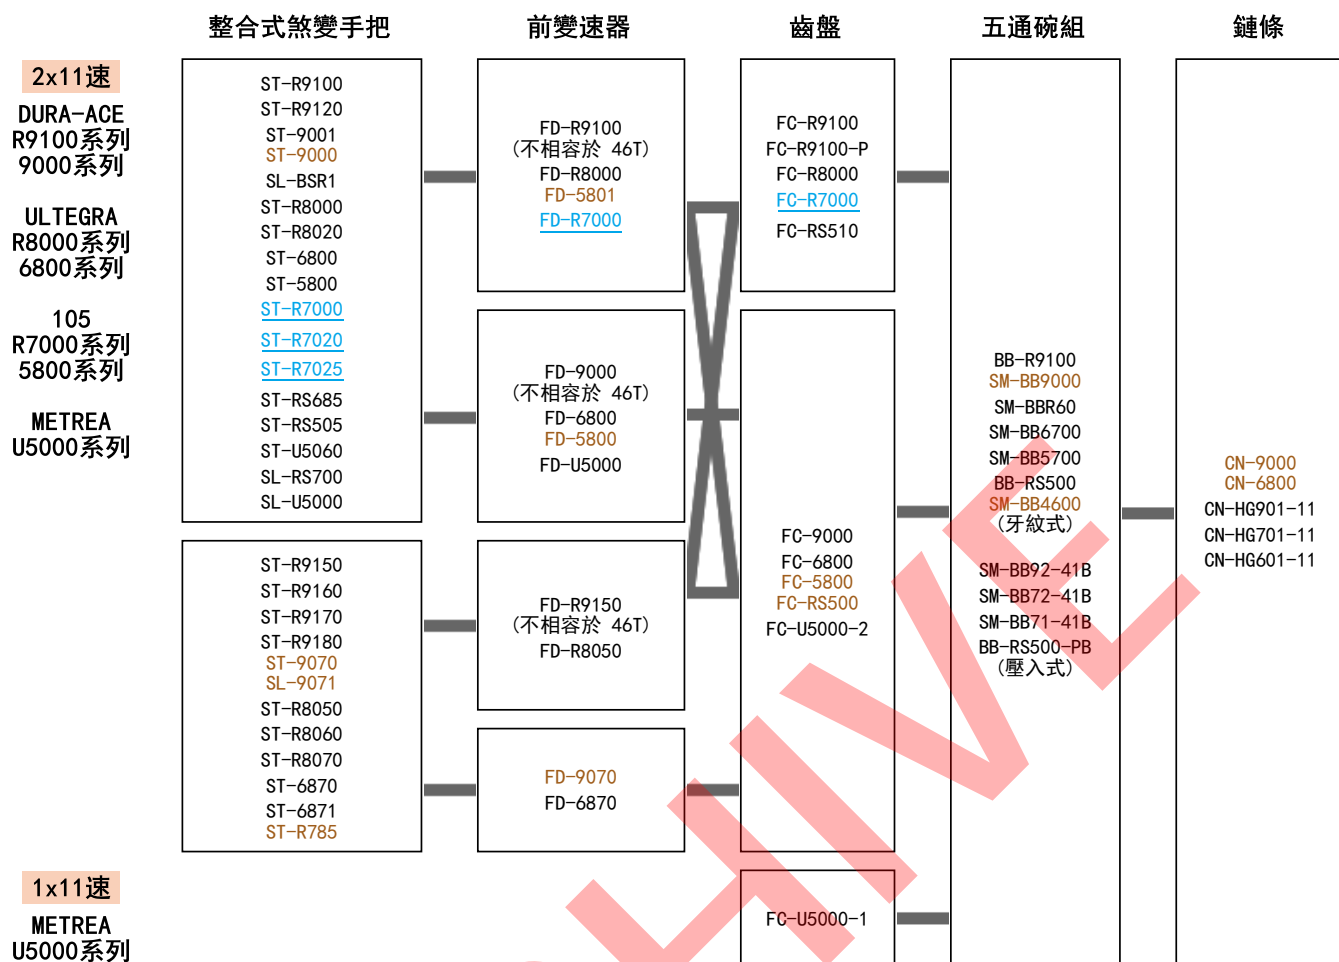 整合式煞變手把
前變速器
齒盤
五通碗組
鏈條
2x11速
DURA-ACE
R9100系列
9000系列
ULTEGRA
R8000系列
6800系列
105
R7000系列
5800系列
METREA
U5000系列
ST-R9100
ST-R9120
ST-9001
ST-9000
SL-BSR1
ST-R8000
ST-R8020
ST-6800
ST-5800
ST-R7000
ST-R7020
ST-R7025
ST-RS685
ST-RS505
ST-U5060
SL-RS700
SL-U5000
ST-R9150
ST-R9160
ST-R9170
ST-R9180
ST-9070
SL-9071
ST-R8050
ST-R8060
ST-R8070
ST-6870
ST-6871
ST-R785
FD-R9100
(不相容於 46T)
FD-R8000
FD-5801
FD-R7000
FD-9000
(不相容於 46T)
FD-6800
FD-5800
FD-U5000
FD-R9150
(不相容於 46T)
FD-R8050
FD-9070
FD-6870
FC-R9100
FC-R9100-P
FC-R8000
FC-R7000
FC-RS510
FC-9000
FC-6800
FC-5800
FC-RS500
FC-U5000-2
FC-U5000-1
BB-R9100
SM-BB9000
SM-BBR60
SM-BB6700
SM-BB5700
BB-RS500
SM-BB4600
(牙紋式)
SM-BB92-41B
SM-BB72-41B
SM-BB71-41B
BB-RS500-PB
(壓入式)
CN-9000
CN-6800
CN-HG901-11
CN-HG701-11
CN-HG601-11
1x11速
METREA
U5000系列
HIVE